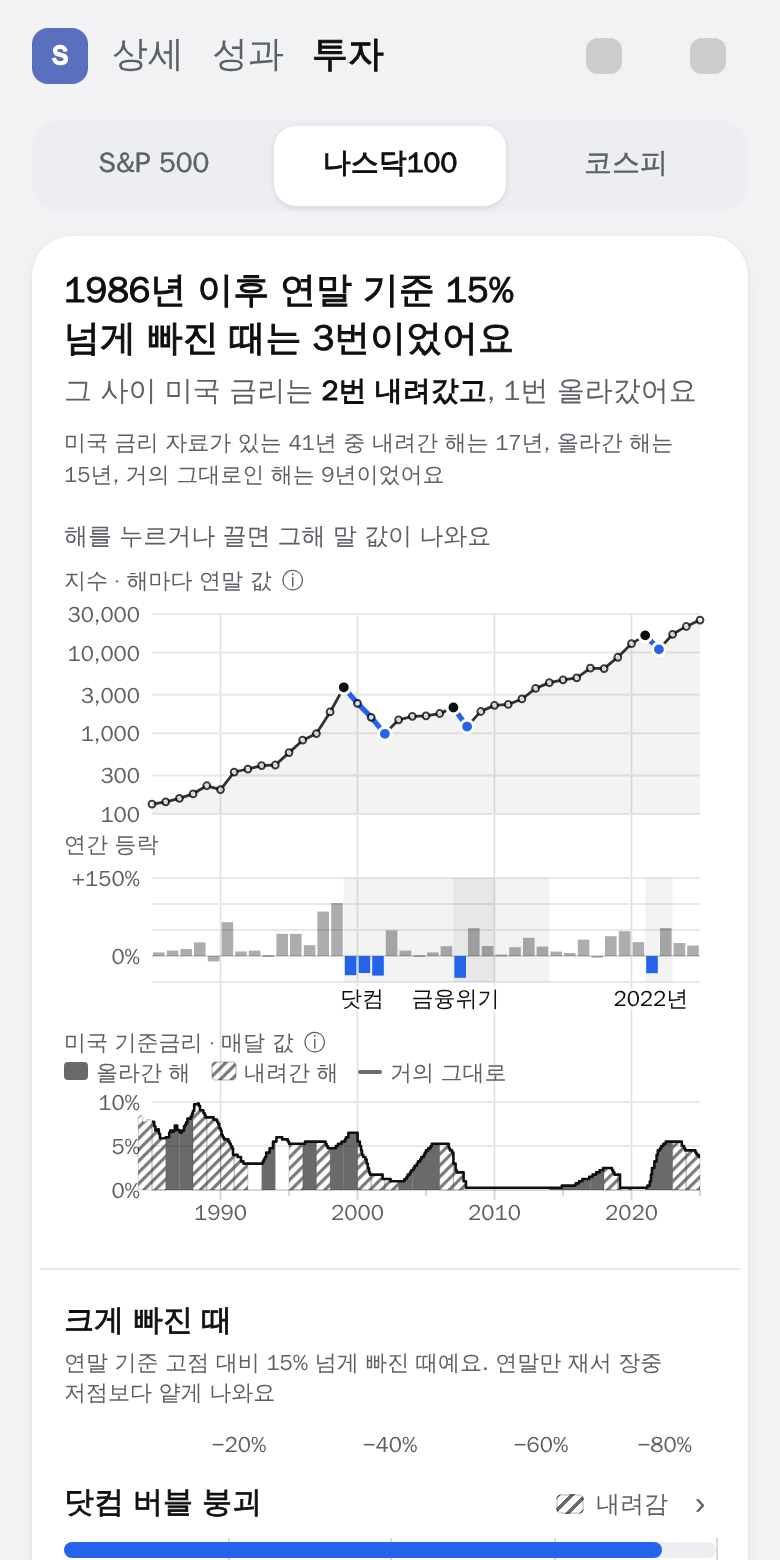 S 상세 성과 투자
S&P 500 나스닥100 코스피
1986년 이후 연말 기준 15%
넘게 빠진 때는 3번이었어요
그 사이 미국 금리는 2번 내려갔고, 1번 올라갔어요
미국 금리 자료가 있는 41년 중 내려간 해는 17년, 올라간 해는
15년, 거의 그대로인 해는 9년이었어요
해를 누르거나 끌면 그해 말 값이 나와요
지수 · 해마다 연말 값 ⓘ
30,000
10,000
3,000
1,000
300
100
연간 등락
+150%
0%
닷컴 금융위기 2022년
미국 기준금리 · 매달 값 ⓘ
올라간 해 내려간 해 거의 그대로
10%
5%
0%
1990 2000 2010 2020
크게 빠진 때
연말 기준 고점 대비 15% 넘게 빠진 때예요. 연말만 재서 장중
저점보다 얕게 나와요
−20% −40% −60% −80%
닷컴 버블 붕괴 내려감 ›